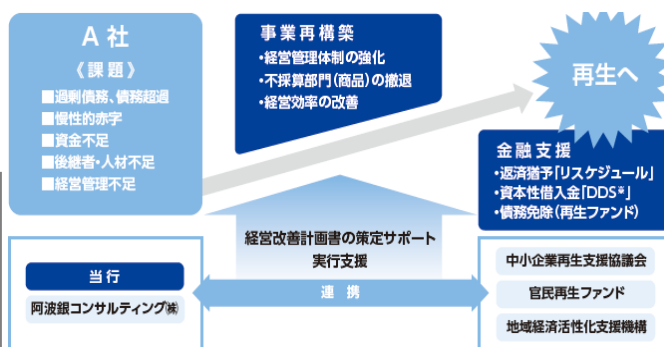 A社
《課題》
■過剰債務、債務超過
■慢性的赤字
■資金不足
■後継者・人材不足
■経営管理不足
事業再構築
・経営管理体制の強化
・不採算部門(商品)の撤退
・経営効率の改善
再生へ
金融支援
・返済猶予「リスケジュール」
・資本性借入金「DDS※」
・債務免除(再生ファンド)
経営改善計画書の策定サポート
実行支援
連携
当行
阿波銀コンサルティング㈱
中小企業再生支援協議会
官民再生ファンド
地域経済活性化支援機構